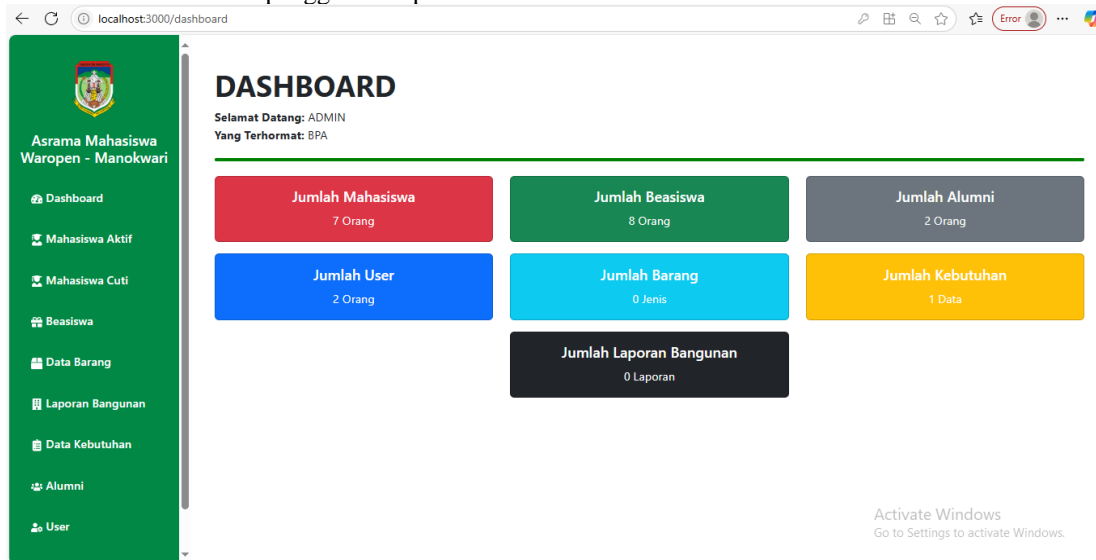 localhost:3000/dashboard
Error
Asrama Mahasiswa
Waropen - Manokwari
Dashboard
Mahasiswa Aktif
Mahasiswa Cuti
Beasiswa
Data Barang
Laporan Bangunan
Data Kebutuhan
Alumni
User
DASHBOARD
Selamat Datang: ADMIN
Yang Terhormat: BPA
Jumlah Mahasiswa
7 Orang
Jumlah Beasiswa
8 Orang
Jumlah Alumni
2 Orang
Jumlah User
2 Orang
Jumlah Barang
0 Jenis
Jumlah Kebutuhan
1 Data
Jumlah Laporan Bangunan
0 Laporan
Activate Windows
Go to Settings to activate Windows.